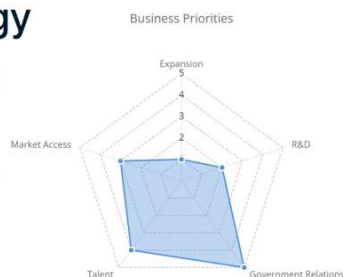 gy
Business Priorities
Expansion
5
4
3
2
Market Access
R&D
Talent
Government Relations